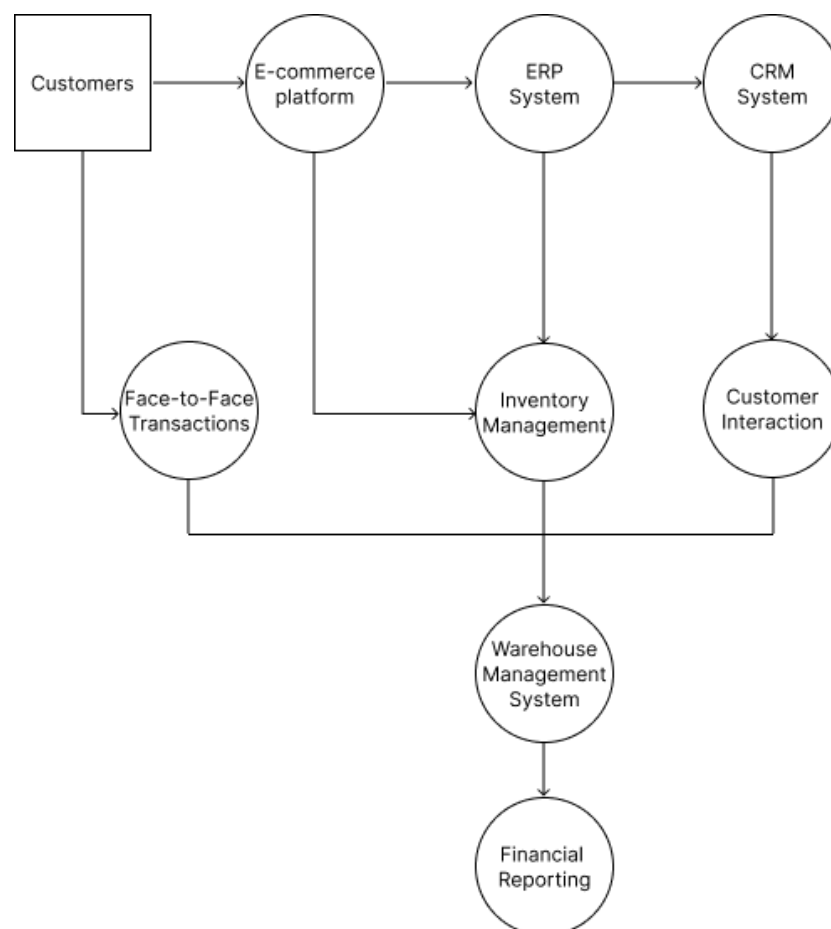 Customers
E-commerce
platform
ERP
System
CRM
System
Face-to-Face
Transactions
Inventory
Management
Customer
Interaction
Warehouse
Management
System
Financial
Reporting